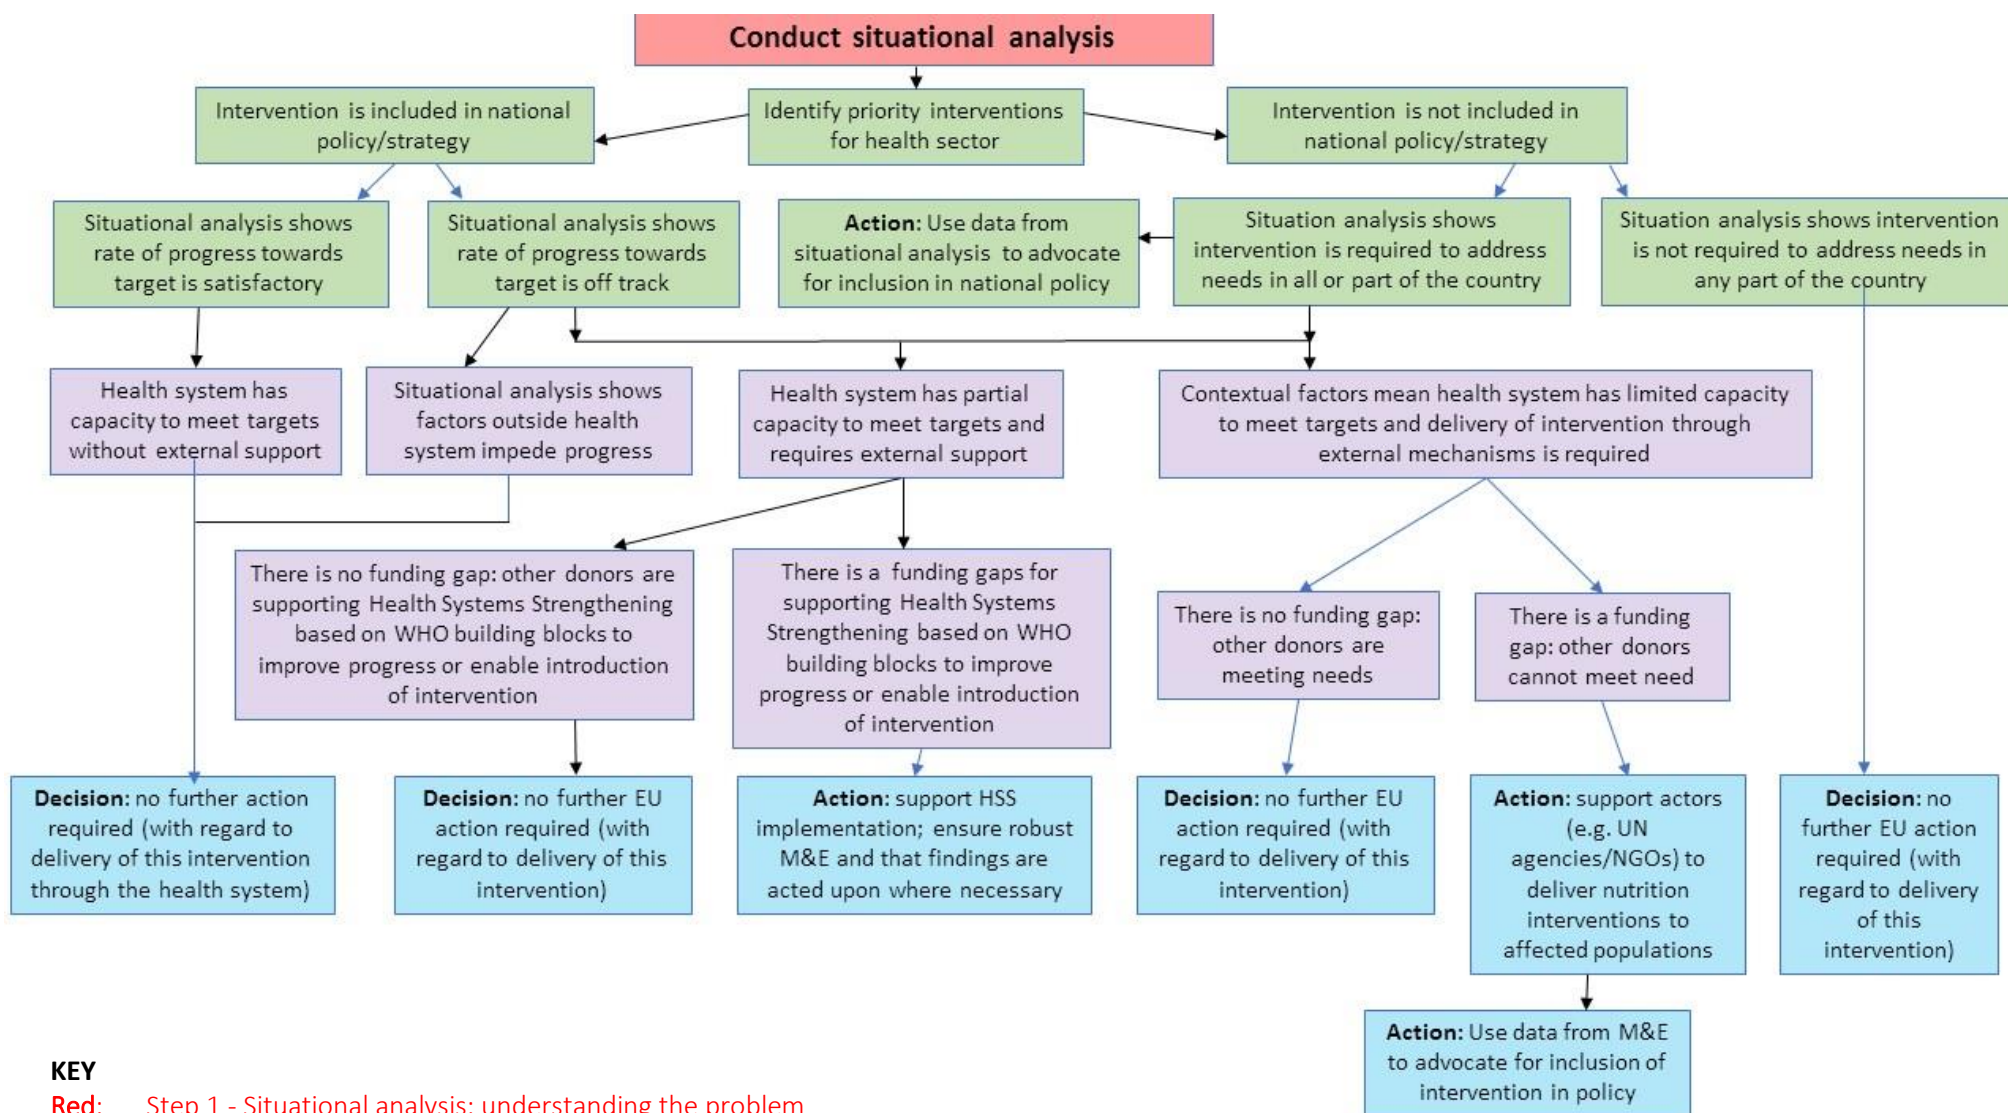 Conduct situational analysis
Intervention is included in national
policy/strategy
Identify priority interventions
for health sector
Intervention is not included in
national policy/strategy
Situational analysis shows
rate of progress towards
target is satisfactory
Situational analysis shows
rate of progress towards
target is off track
Action: Use data from
situational analysis to advocate
for inclusion in national policy
Situation analysis shows
intervention is required to address
needs in all or part of the country
Situation analysis shows intervention
is not required to address needs in
any part of the country
Health system has
capacity to meet targets
without external support
Situational analysis shows
factors outside health
system impede progress
Health system has partial
capacity to meet targets and
requires external support
Contextual factors mean health system has limited capacity
to meet targets and delivery of intervention through
external mechanisms is required
There is no funding gap: other donors are
supporting Health Systems Strengthening
based on WHO building blocks to
improve progress or enable introduction
of intervention
There is a funding gaps for
supporting Health Systems
Strengthening based on WHO
building blocks to improve
progress or enable introduction
of intervention
There is no funding gap:
other donors are
meeting needs
There is a funding
gap: other donors
cannot meet need
Decision: no further action
required (with regard to
delivery of this intervention
through the health system)
Decision: no further EU
action required (with
regard to delivery of this
intervention)
Action: support HSS
implementation; ensure robust
M&E and that findings are
acted upon where necessary
Decision: no further EU
action required (with
regard to delivery of this
intervention)
Action: support actors
(e.g. UN
agencies/NGOs) to
deliver nutrition
interventions to
affected populations
Decision: no
further EU action
required (with
regard to delivery
of this
intervention)
Action: Use data from M&E
to advocate for inclusion of
intervention in policy
KEY
Red: Step 1 - Situational analysis: understanding the problem